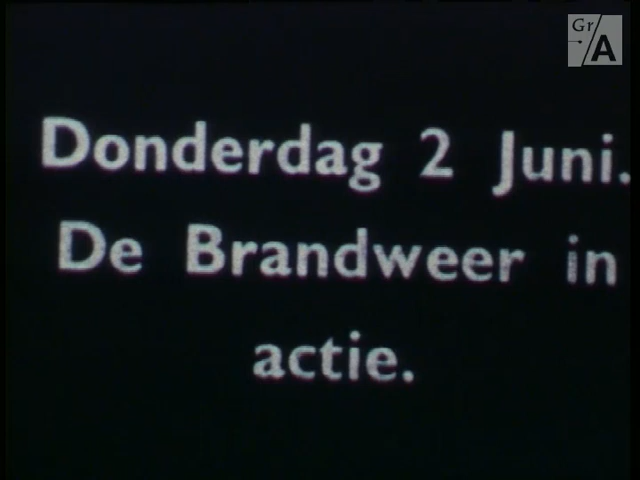 Gr
A
Donderdag 2 Juni.
De Brandweer in
actie.